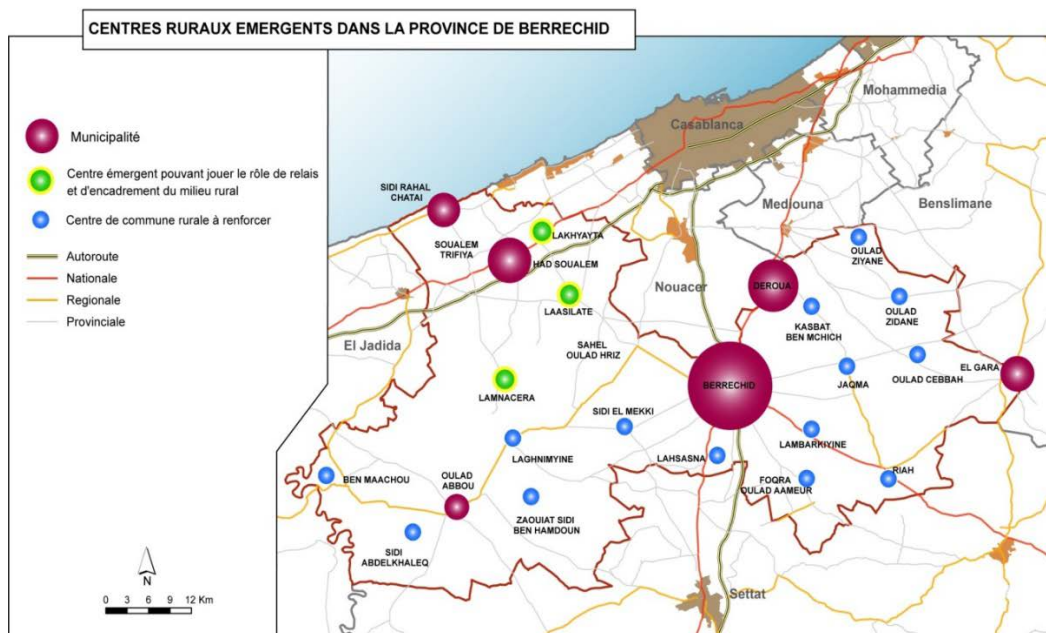 CENTRES RURAUX EMERGENTS DANS LA PROVINCE DE BERRECHID
Municipalité
Centre émergent pouvant jouer le rôle de relais
et d'encadrement du milieu rural
Centre de commune rurale à renforcer
Autoroute
Nationale
Regionale
Provinciale
N
0 3 6 9 12 Km
Mohammedia
Casablanca
SIDI RAHAL
CHATAI
Mediouna
Benslimane
LAKHYAYTA
SOUALEM
TRIFIYA
HAD SOUALEM
OULAD
ZIYANE
Nouacer
DEROUA
LAASILATE
KASBAT
BEN MCHICH
OULAD
ZIDANE
El Jadida
SAHEL
OULAD HRIZ
BERRECHID
JAQMA
OULAD CEBBAH
EL GARA
LAMNACERA
SIDI EL MEKKI
LAMBARKIYINE
LAGHNIMYINE
LAHSASNA
BEN MAACHOU
OULAD
ABBOU
FOQRA
OULAD AAMEUR
RIAH
ZAOUIAT SIDI
BEN HAMDOUN
SIDI
ABDELKHALEQ
Settat